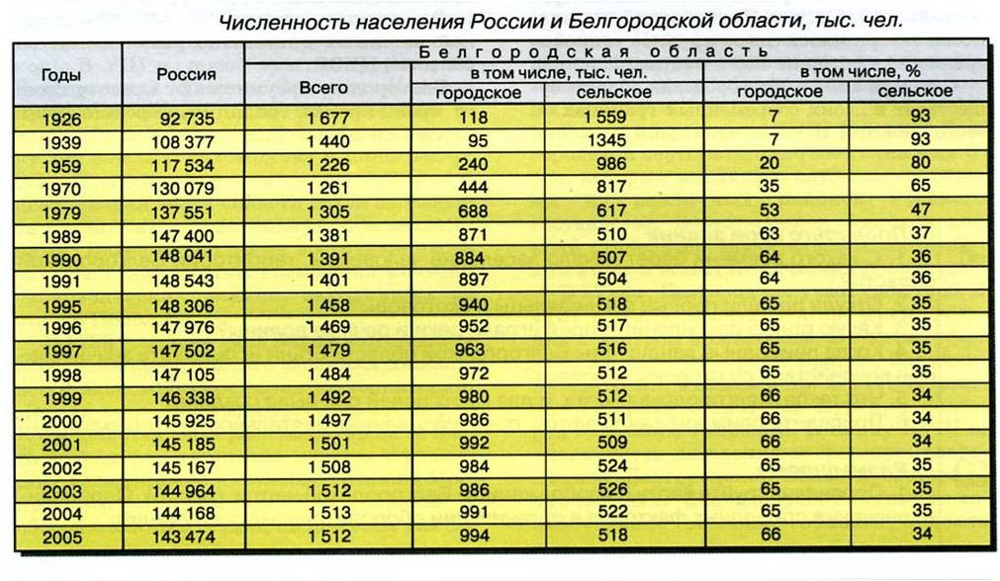 Численность населения России и Белгородской области, тыс. чел.
Белгородская область
Годы Россия Всего в том числе, тыс. чел. в том числе, %
городское сельское городское сельское
1926 92 735 1 677 118 1 559 7 93
1939 108 377 1 440 95 1345 7 93
1959 117 534 1 226 240 986 20 80
1970 130 079 1 261 444 817 35 65
1979 137 551 1 305 688 617 53 47
1989 147 400 1 381 871 510 63 37
1990 148 041 1 391 884 507 64 36
1991 148 543 1 401 897 504 64 36
1995 148 306 1 458 940 518 65 35
1996 147 976 1 469 952 517 65 35
1997 147 502 1 479 963 516 65 35
1998 147 105 1 484 972 512 65 35
1999 146 338 1 492 980 512 66 34
2000 145 925 1 497 986 511 66 34
2001 145 185 1 501 992 509 66 34
2002 145 167 1 508 984 524 65 35
2003 144 964 1 512 986 526 65 35
2004 144 168 1 513 991 522 65 35
2005 143 474 1 512 994 518 66 34